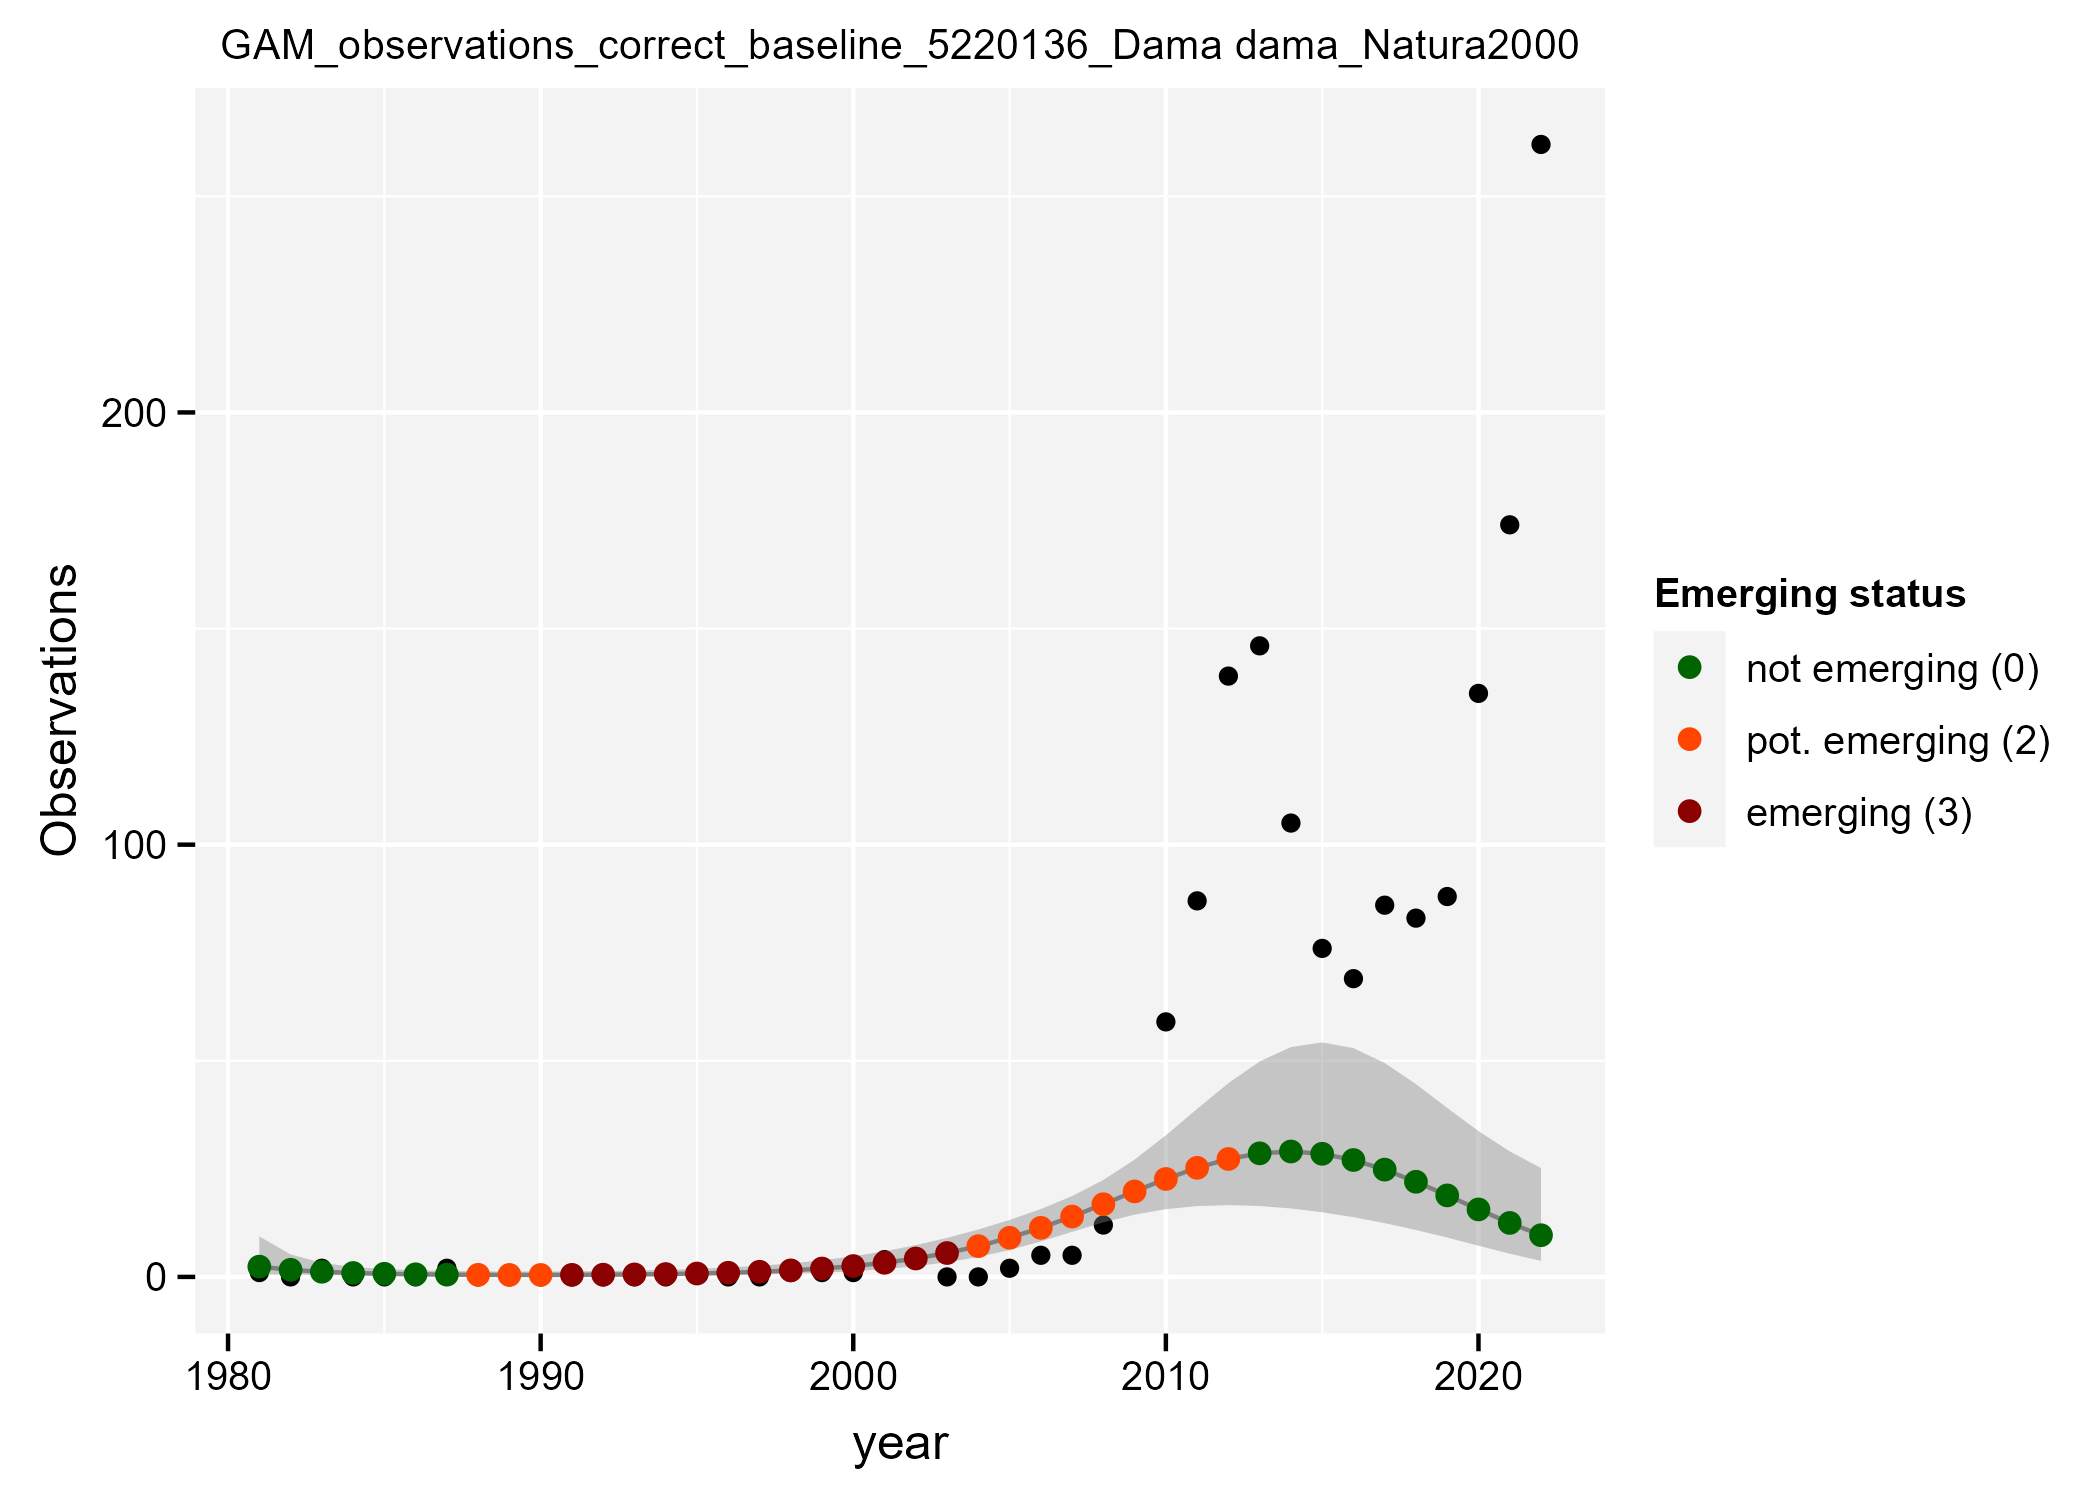 GAM_observations_correct_baseline_5220136_Dama dama_Natura2000
Observations
200
100
0
1980 1990 2000 2010 2020
year
Emerging status
not emerging (0)
pot. emerging (2)
emerging (3)